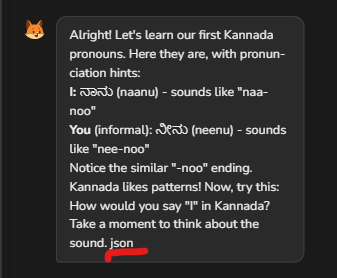 Alright! Let's learn our first Kannada
pronouns. Here they are, with pronun-
ciation hints:
I: ನಾನು (naanu) - sounds like "naa-
noo"
You (informal): ನೀನು (neenu) - sounds
like "nee-noo"
Notice the similar "-noo" ending.
Kannada likes patterns! Now, try this:
How would you say "I" in Kannada?
Take a moment to think about the
sound. json